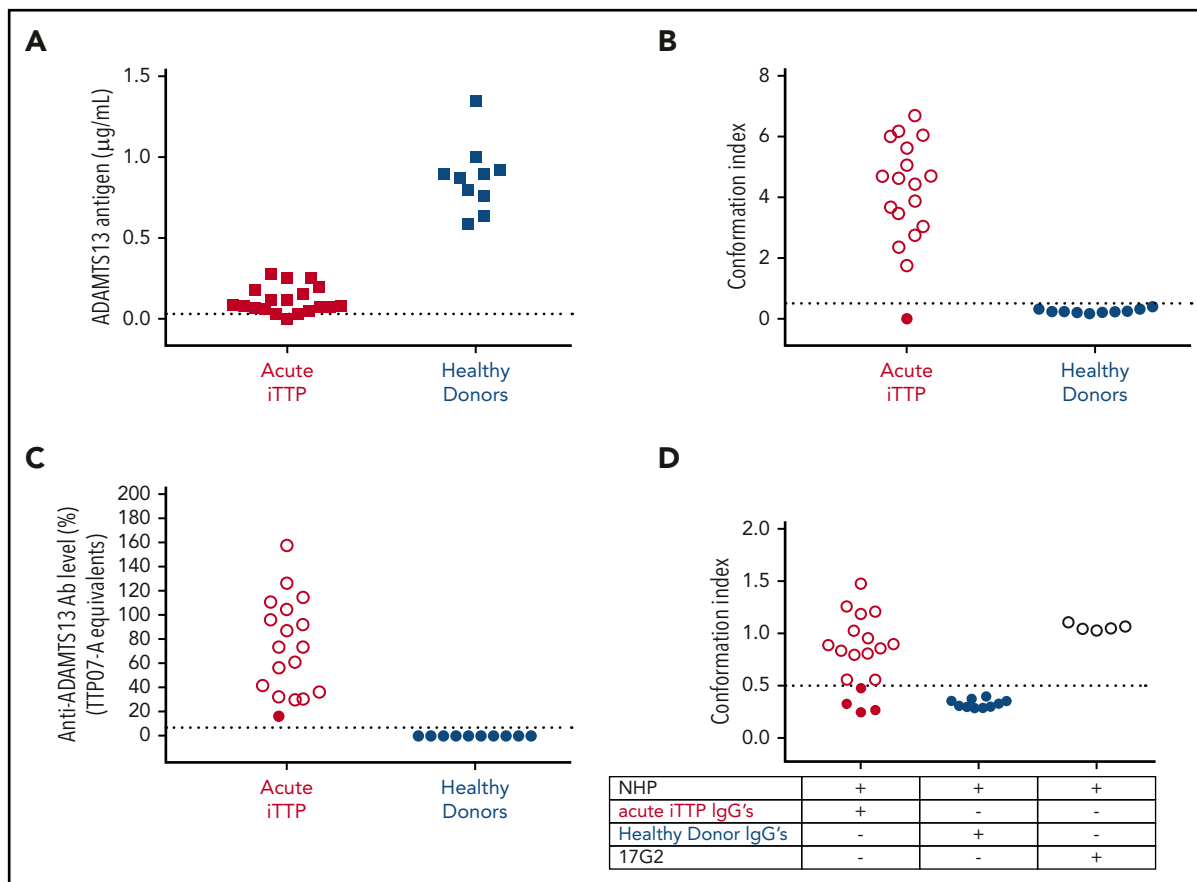 A
ADAMTS13 antigen (μg/mL)
1.5
1.0
0.5
0.0
Acute
iTTP
Healthy
Donors
B
Conformation index
8
6
4
2
0
Acute
iTTP
Healthy
Donors
C
Anti-ADAMTS13 Ab level (%)
(TTP07-A equivalents)
200
180
160
140
120
100
80
60
40
20
0
Acute
iTTP
Healthy
Donors
D
Conformation index
2.0
1.5
1.0
0.5
0.0
NHP + + +
acute iTTP IgG's + - -
Healthy Donor IgG's - + -
17G2 - - +